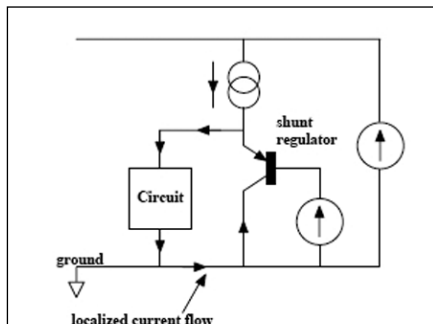 shunt
regulator
Circuit
ground
localized current flow